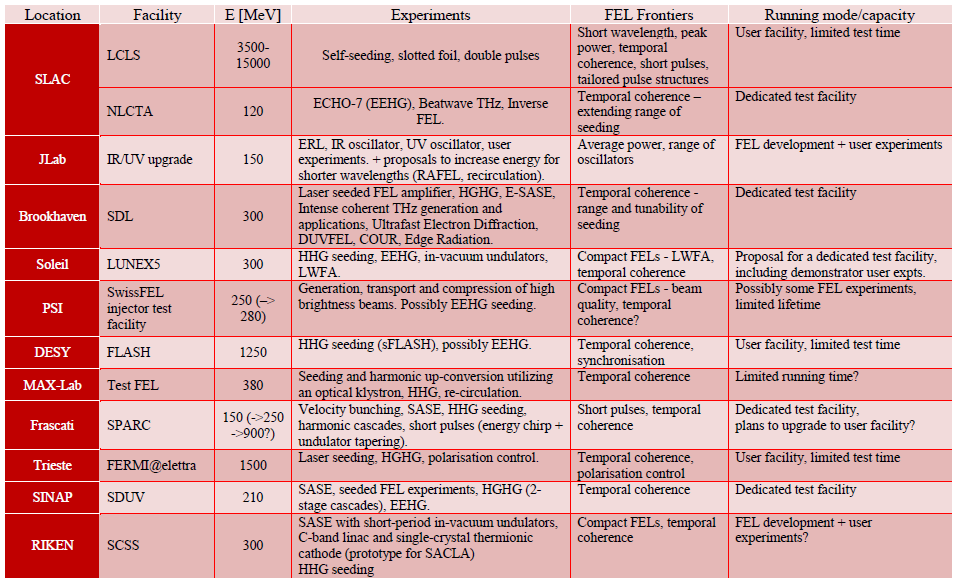 Location Facility E [MeV] Experiments FEL Frontiers Running mode/capacity
SLAC
LCLS
3500-
15000
Self-seeding, slotted foil, double pulses
Short wavelength, peak
power, temporal
coherence, short pulses,
tailored pulse structures
User facility, limited test time
NLCTA
120
ECHO-7 (EEHG), Beatwave THz, Inverse
FEL.
Temporal coherence –
extending range of
seeding
Dedicated test facility
JLab
IR/UV upgrade
150
ERL, IR oscillator, UV oscillator, user
experiments. + proposals to increase energy for
shorter wavelengths (RAFEL, recirculation).
Average power, range of
oscillators
FEL development + user experiments
Brookhaven
SDL
300
Laser seeded FEL amplifier, HGHG, E-SASE,
Intense coherent THz generation and
applications, Ultrafast Electron Diffraction,
DUVFEL, COUR, Edge Radiation.
Temporal coherence -
range and tunability of
seeding
Dedicated test facility
Soleil
LUNEX5
300
HHG seeding, EEHG, in-vacuum undulators,
LWFA.
Compact FELs - LWFA,
temporal coherence
Proposal for a dedicated test facility,
including demonstrator user expts.
PSI
SwissFEL
injector test
facility
250 (–>
280)
Generation, transport and compression of high
brightness beams. Possibly EEHG seeding.
Compact FELs - beam
quality, temporal
coherence?
Possibly some FEL experiments,
limited lifetime
DESY
FLASH
1250
HHG seeding (sFLASH), possibly EEHG.
Temporal coherence,
synchronisation
User facility, limited test time
MAX-Lab
Test FEL
380
Seeding and harmonic up-conversion utilizing
an optical klystron, HHG, re-circulation.
Temporal coherence
Limited running time?
Frascati
SPARC
150 (->250
->900?)
Velocity bunching, SASE, HHG seeding,
harmonic cascades, short pulses (energy chirp +
undulator tapering).
Short pulses, temporal
coherence
Dedicated test facility,
plans to upgrade to user facility?
Trieste
FERMI@elettra
1500
Laser seeding, HGHG, polarisation control.
Temporal coherence,
polarisation control
User facility, limited test time
SINAP
SDUV
210
SASE, seeded FEL experiments, HGHG (2-
stage cascades), EEHG.
Temporal coherence
Dedicated test facility
RIKEN
SCSS
300
SASE with short-period in-vacuum undulators,
C-band linac and single-crystal thermionic
cathode (prototype for SACLA)
HHG seeding
Compact FELs, temporal
coherence
FEL development + user
experiments?